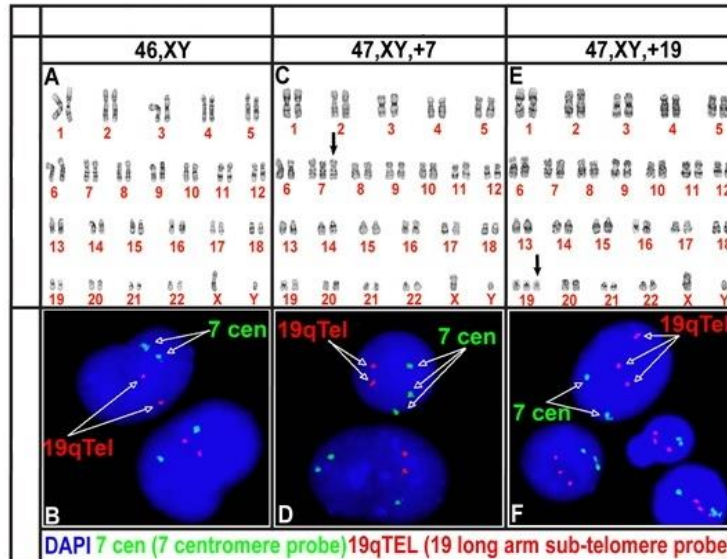 46,XY 47,XY,+7 47,XY,+19
A
1 2 3 4 5
6 7 8 9 10 11 12
13 14 15 16 17 18
19 20 21 22 X Y
C
1 2 3 4 5
6 7 8 9 10 11 12
13 14 15 16 17 18
19 20 21 22 X Y
E
1 2 3 4 5
6 7 8 9 10 11 12
13 14 15 16 17 18
19 20 21 22 X Y
7 cen
19qTel
B
19qTel
7 cen
D
19qTel
7 cen
F
DAPI 7 cen (7 centromere probe) 19qTEL (19 long arm sub-telomere probe